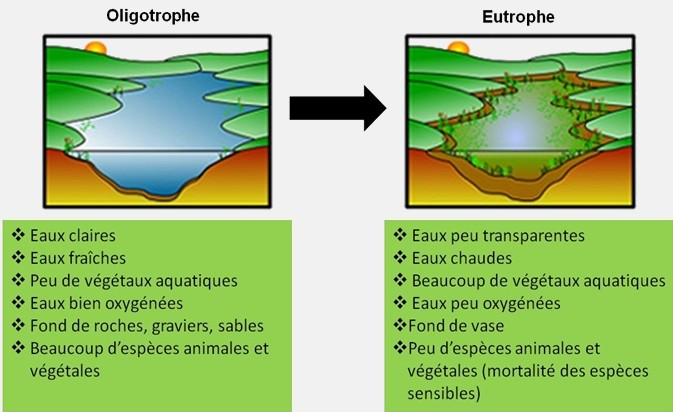 Oligotrophe
❖ Eaux claires
❖ Eaux fraîches
❖ Peu de végétaux aquatiques
❖ Eaux bien oxygénées
❖ Fond de roches, graviers, sables
❖ Beaucoup d'espèces animales et
végétales
Eutrophe
❖ Eaux peu transparentes
❖ Eaux chaudes
❖ Beaucoup de végétaux aquatiques
❖ Eaux peu oxygénées
❖Fond de vase
❖Peu d'espèces animales et
végétales (mortalité des espèces
sensibles)